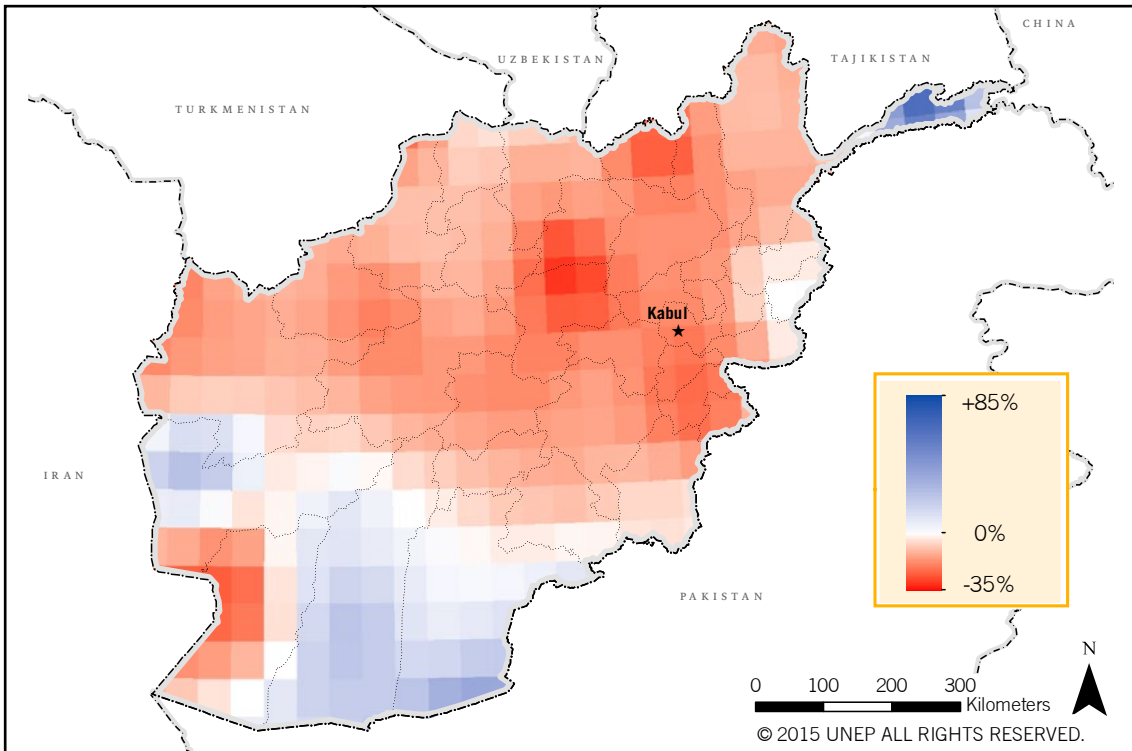 CHINA
UZBEKISTAN
TAJIKISTAN
TURKMENISTAN
Kabul
+85%
IRAN
0%
-35%
PAKISTAN
N
0 100 200 300
Kilometers
© 2015 UNEP ALL RIGHTS RESERVED.